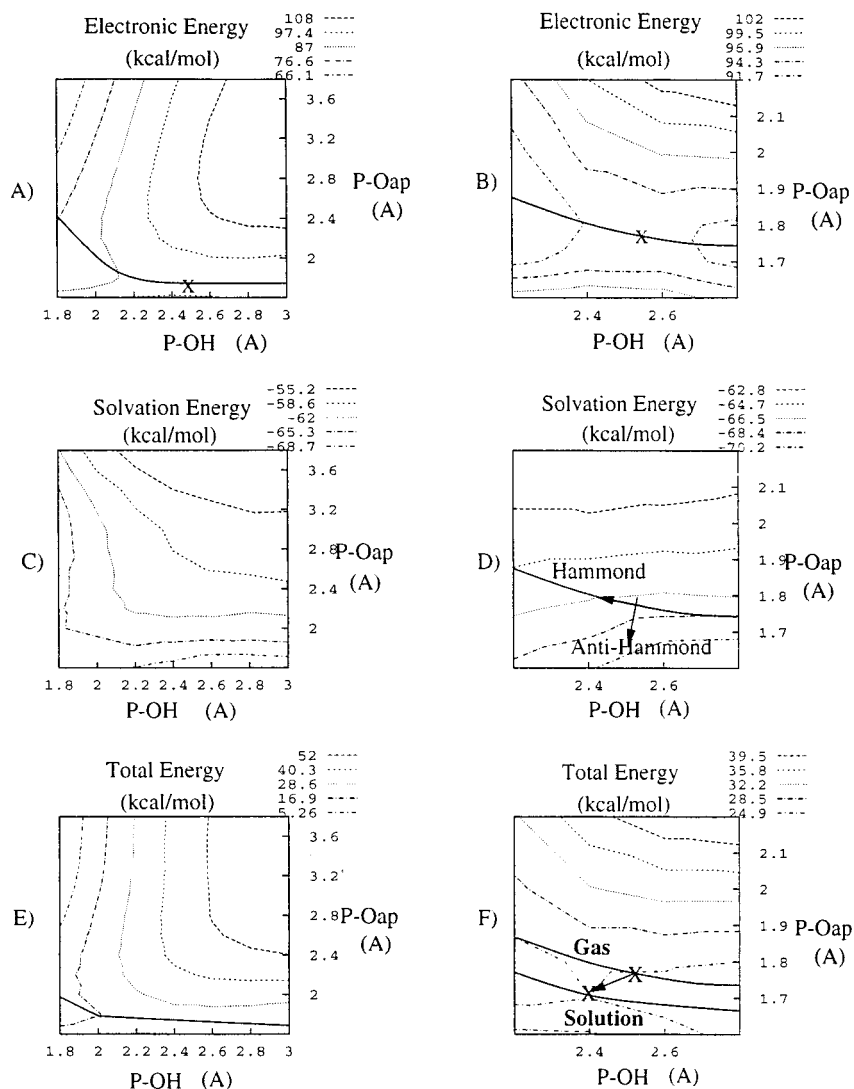 Electronic Energy
(kcal/mol)
108
97.4
87
76.6
66.1
A)
3.6
3.2
2.8
2.4
2
P-Oap
(A)
X
1.8 2 2.2 2.4 2.6 2.8 3
P-OH (A)
Electronic Energy
(kcal/mol)
102
99.5
96.9
94.3
91.7
B)
2.1
2
1.9
1.8
1.7
P-Oap
(A)
X
2.4 2.6
P-OH (A)
Solvation Energy
(kcal/mol)
-55.2
-58.6
-62
-65.3
-68.7
C)
3.6
3.2
2.8
2.4
2
P-Oap
(A)
1.8 2 2.2 2.4 2.6 2.8 3
P-OH (A)
Solvation Energy
(kcal/mol)
-62.8
-64.7
-66.5
-68.4
-70.2
D)
2.1
2
1.9
1.8
1.7
P-Oap
(A)
Hammond
Anti-Hammond
2.4 2.6
P-OH (A)
Total Energy
(kcal/mol)
52
40.3
28.6
16.9
5.26
E)
3.6
3.2
2.8
2.4
2
P-Oap
(A)
1.8 2 2.2 2.4 2.6 2.8 3
P-OH (A)
Total Energy
(kcal/mol)
39.5
35.8
32.2
28.5
24.9
F)
2.1
2
1.9
1.8
1.7
P-Oap
(A)
Gas
X
X
Solution
2.4 2.6
P-OH (A)